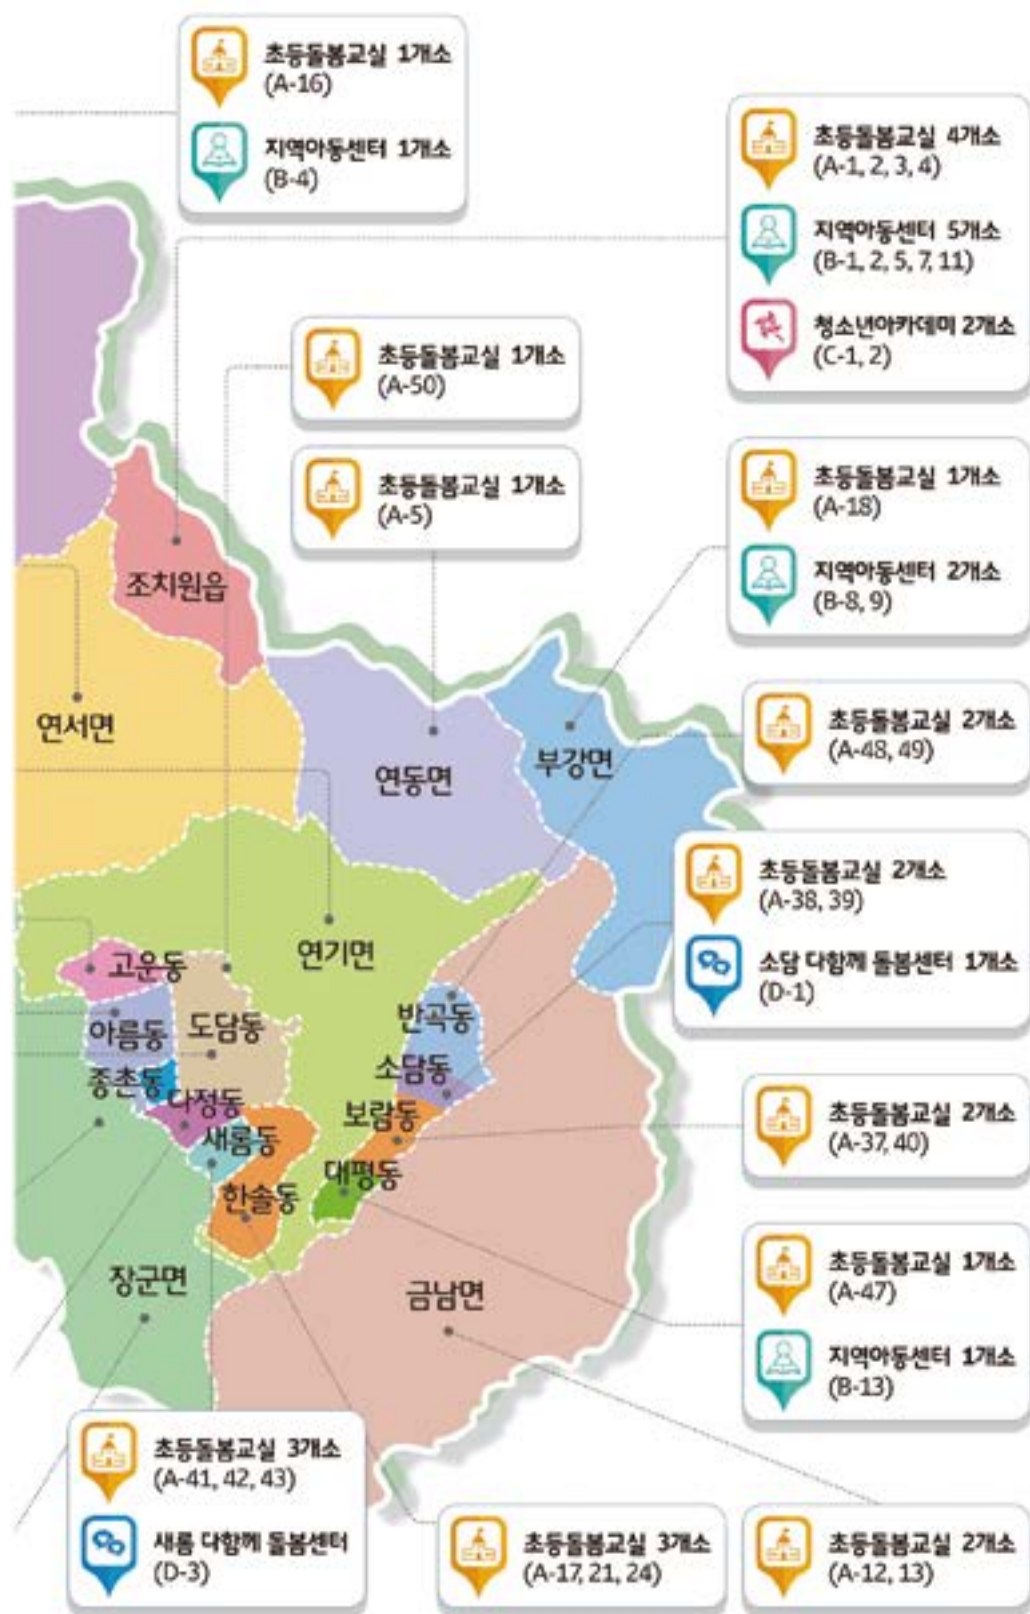 초등돌봄교실 1개소
(A-16)
지역아동센터 1개소
(B-4)
초등돌봄교실 4개소
(A-1, 2, 3, 4)
지역아동센터 5개소
(B-1, 2, 5, 7, 11)
청소년아카데미 2개소
(C-1, 2)
초등돌봄교실 1개소
(A-50)
초등돌봄교실 1개소
(A-5)
초등돌봄교실 1개소
(A-18)
지역아동센터 2개소
(B-8, 9)
조치원읍
연서면
연동면
부강면
초등돌봄교실 2개소
(A-48, 49)
초등돌봄교실 2개소
(A-38, 39)
소담 다함께 돌봄센터 1개소
(D-1)
연기면
고운동
아름동
도담동
반곡동
종촌동
소담동
다정동
보람동
새롬동
대평동
한솔동
초등돌봄교실 2개소
(A-37, 40)
장군면
금남면
초등돌봄교실 1개소
(A-47)
지역아동센터 1개소
(B-13)
초등돌봄교실 3개소
(A-41, 42, 43)
새롬 다함께 돌봄센터
(D-3)
초등돌봄교실 3개소
(A-17, 21, 24)
초등돌봄교실 2개소
(A-12, 13)